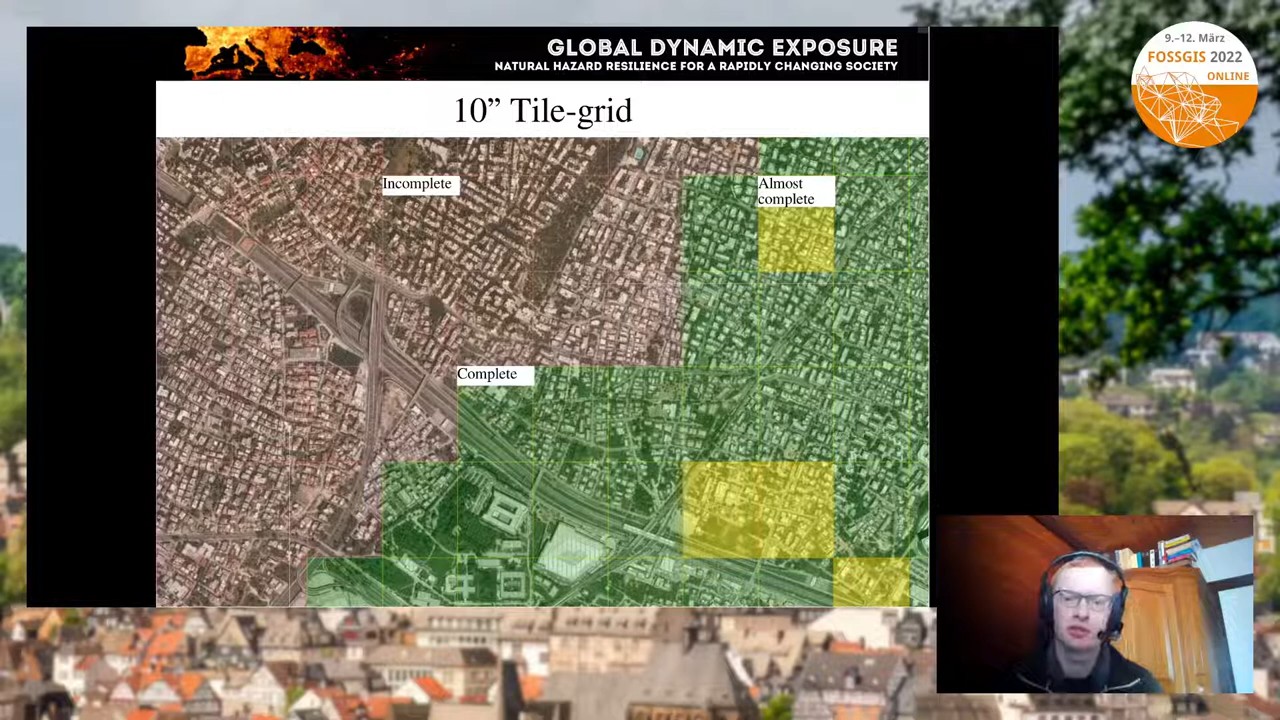 GLOBAL DYNAMIC EXPOSURE
NATURAL HAZARD RESILIENCE FOR A RAPIDLY CHANGING SOCIETY
9.–12. März
FOSSGIS 2022
ONLINE
10” Tile-grid
Incomplete
Almost
complete
Complete